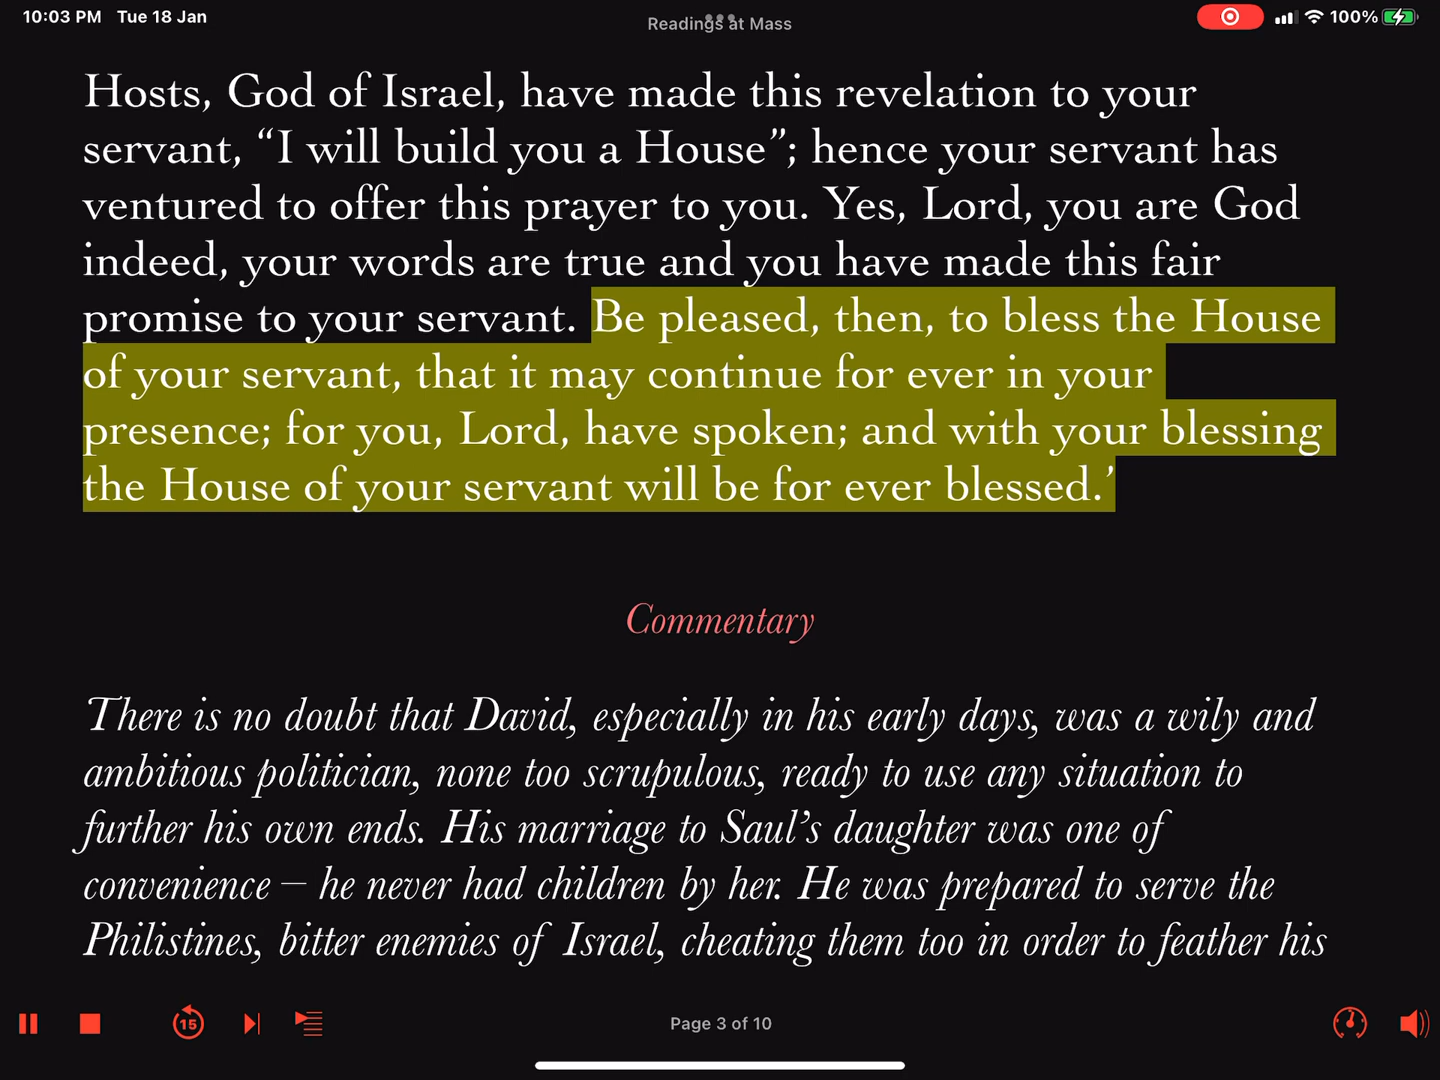 10:03 PM Tue 18 Jan
Readings at Mass
100%
Hosts, God of Israel, have made this revelation to your
servant, “I will build you a House”; hence your servant has
ventured to offer this prayer to you. Yes, Lord, you are God
indeed, your words are true and you have made this fair
promise to your servant. Be pleased, then, to bless the House
of your servant, that it may continue for ever in your
presence; for you, Lord, have spoken; and with your blessing
the House of your servant will be for ever blessed.’
Commentary
There is no doubt that David, especially in his early days, was a wily and
ambitious politician, none too scrupulous, ready to use any situation to
further his own ends. His marriage to Saul’s daughter was one of
convenience – he never had children by her. He was prepared to serve the
Philistines, bitter enemies of Israel, cheating them too in order to feather his
15
Page 3 of 10